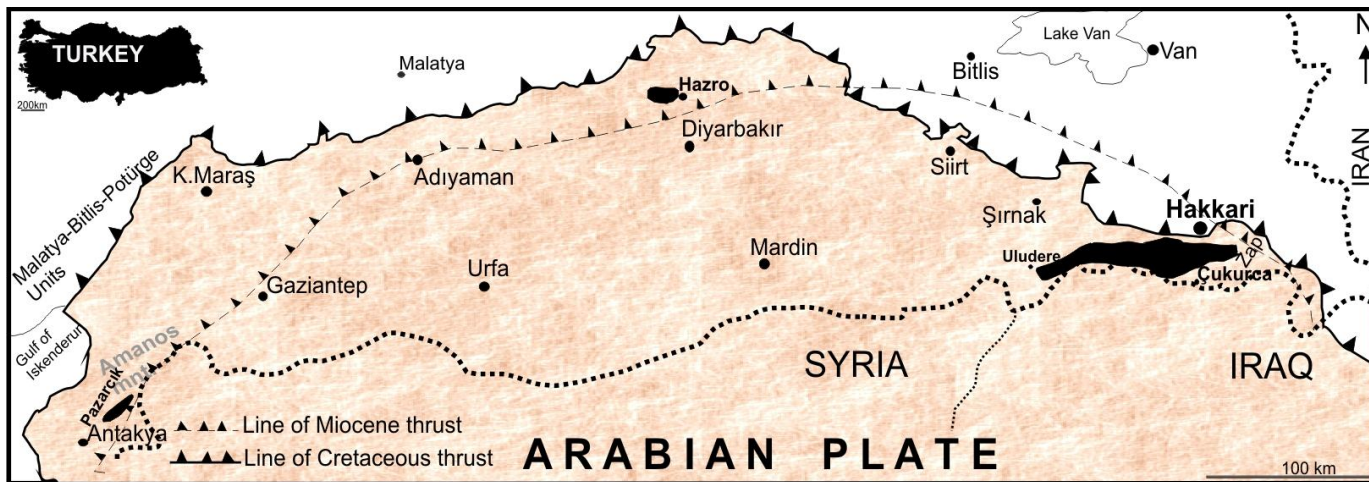 TURKEY
200km
Malatya
Lake Van
Van
Bitlis
N
IRAN
Hazro
Diyarbakır
Siirt
K.Maraş
Adıyaman
Şırnak
Hakkari
Malatya-Bitlis-Potürge
Units
Mardin
Uludere
Zap
Çukurca
Urfa
Gaziantep
Gulf of
Iskenderun
Amanos
mnt
SYRIA
IRAQ
Pazarcık
Antakya
Line of Miocene thrust
Line of Cretaceous thrust
ARABIAN PLATE
100 km